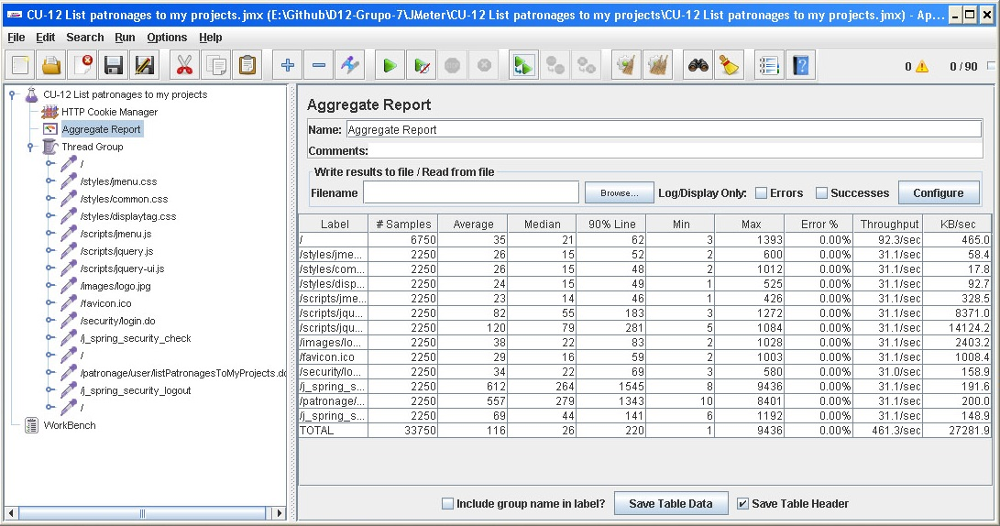 CU-12 List patronages to my projects.jmx (E:\Github\D12-Grupo-7\JMeter\CU-12 List patronages to my projects\CU-12 List patronages to my projects.jmx) - Ap...
File Edit Search Run Options Help
0 0 / 90
CU-12 List patronages to my projects
HTTP Cookie Manager
Aggregate Report
Thread Group
/
/styles/jmenu.css
/styles/common.css
/styles/displaytag.css
/scripts/jmenu.js
/scripts/jquery.js
/scripts/jquery-ui.js
/images/logo.jpg
/favicon.ico
/security/login.do
/j_spring_security_check
/
/patronage/user/listPatronagesToMyProjects.do
/j_spring_security_logout
/
WorkBench
Aggregate Report
Name: Aggregate Report
Comments:
Write results to file / Read from file
Filename Browse... Log/Display Only: Errors Successes Configure
Label # Samples Average Median 90% Line Min Max Error % Throughput KB/sec
/ 6750 35 21 62 3 1393 0.00% 92.3/sec 465.0
/styles/jme... 2250 26 15 52 2 600 0.00% 31.1/sec 58.4
/styles/com... 2250 26 15 48 2 1012 0.00% 31.1/sec 17.8
/styles/disp... 2250 24 15 49 1 525 0.00% 31.1/sec 92.7
/scripts/jme... 2250 23 14 46 1 426 0.00% 31.1/sec 328.5
/scripts/jqu... 2250 82 55 183 3 1272 0.00% 31.1/sec 8371.0
/scripts/jqu... 2250 120 79 281 5 1084 0.00% 31.1/sec 14124.2
/images/lo... 2250 38 22 83 2 1028 0.00% 31.1/sec 2403.2
/favicon.ico 2250 29 16 59 2 1003 0.00% 31.1/sec 1008.4
/security/lo... 2250 34 22 69 3 580 0.00% 31.0/sec 158.9
/j_spring_s... 2250 612 264 1545 8 9436 0.00% 31.1/sec 191.6
/patronage/... 2250 557 279 1343 10 8401 0.00% 31.1/sec 200.0
/j_spring_s... 2250 69 44 141 6 1192 0.00% 31.1/sec 148.9
TOTAL 33750 116 26 220 1 9436 0.00% 461.3/sec 27281.9
Include group name in label? Save Table Data Save Table Header